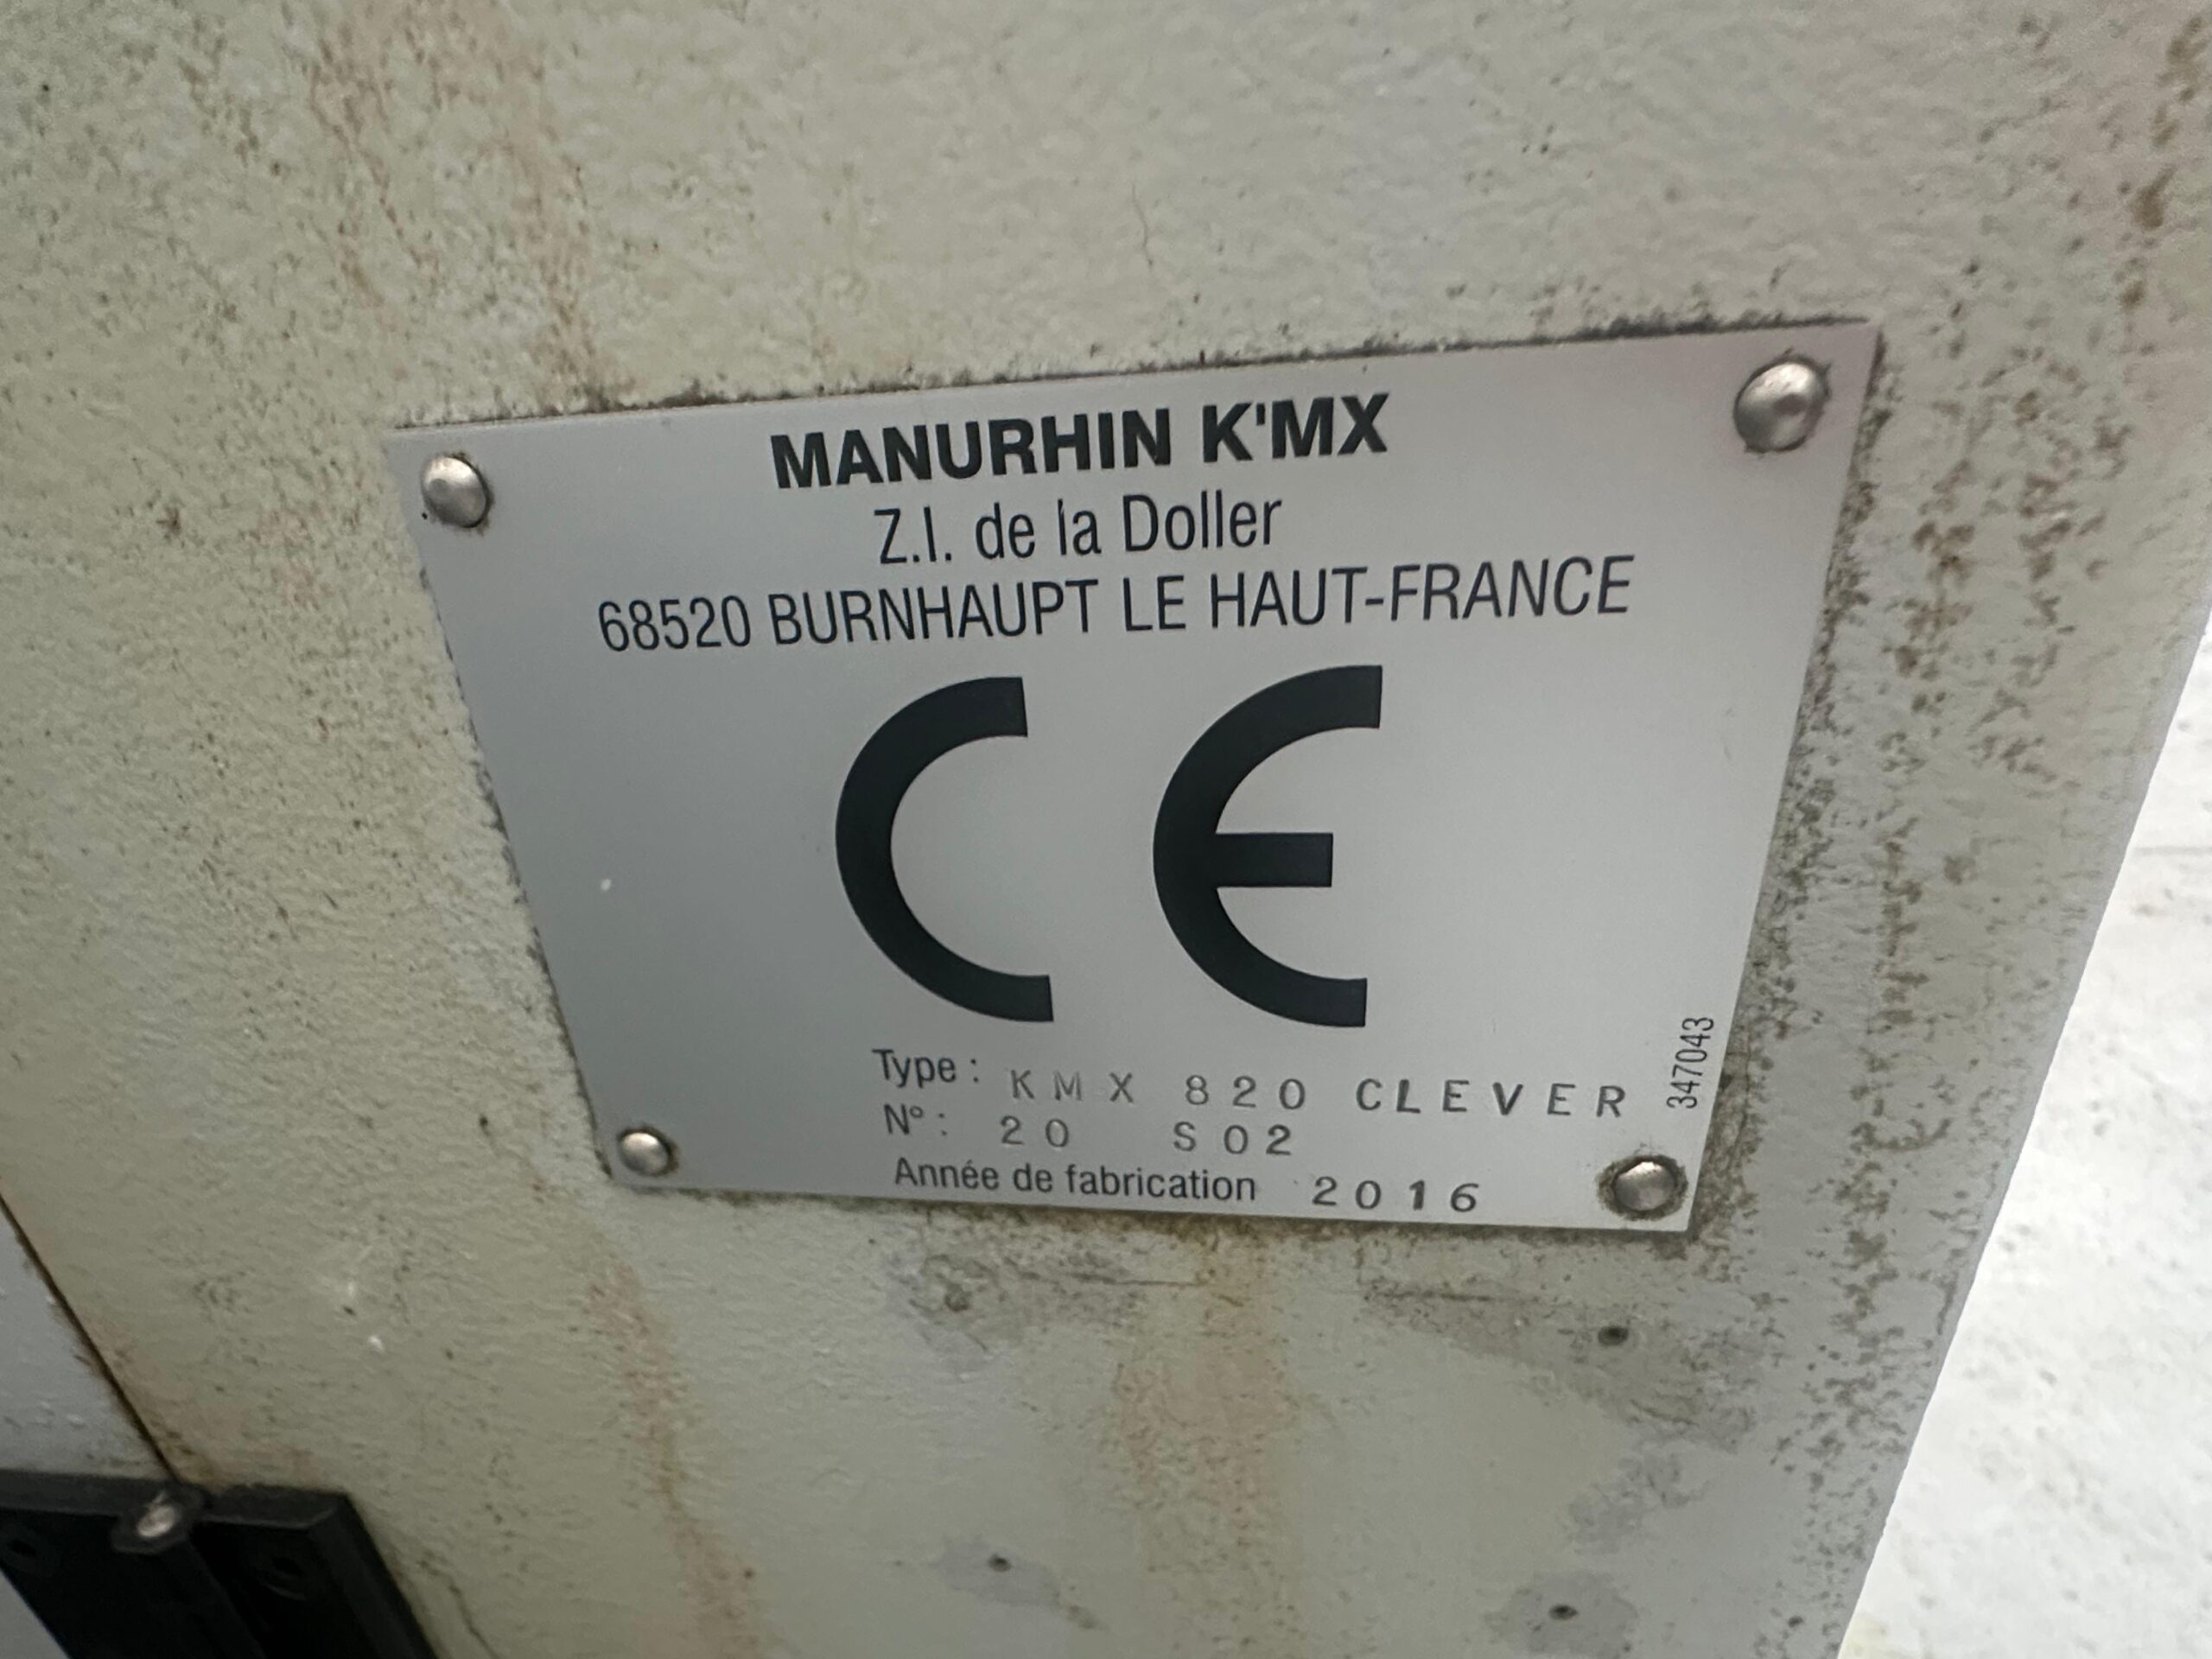 MANURHIN K'MX
Z.I. de la Doller
68520 BURNHAUPT LE HAUT-FRANCE
CE
Type : KMX 820 CLEVER
N° : 20 S02
Année de fabrication 2016
347043